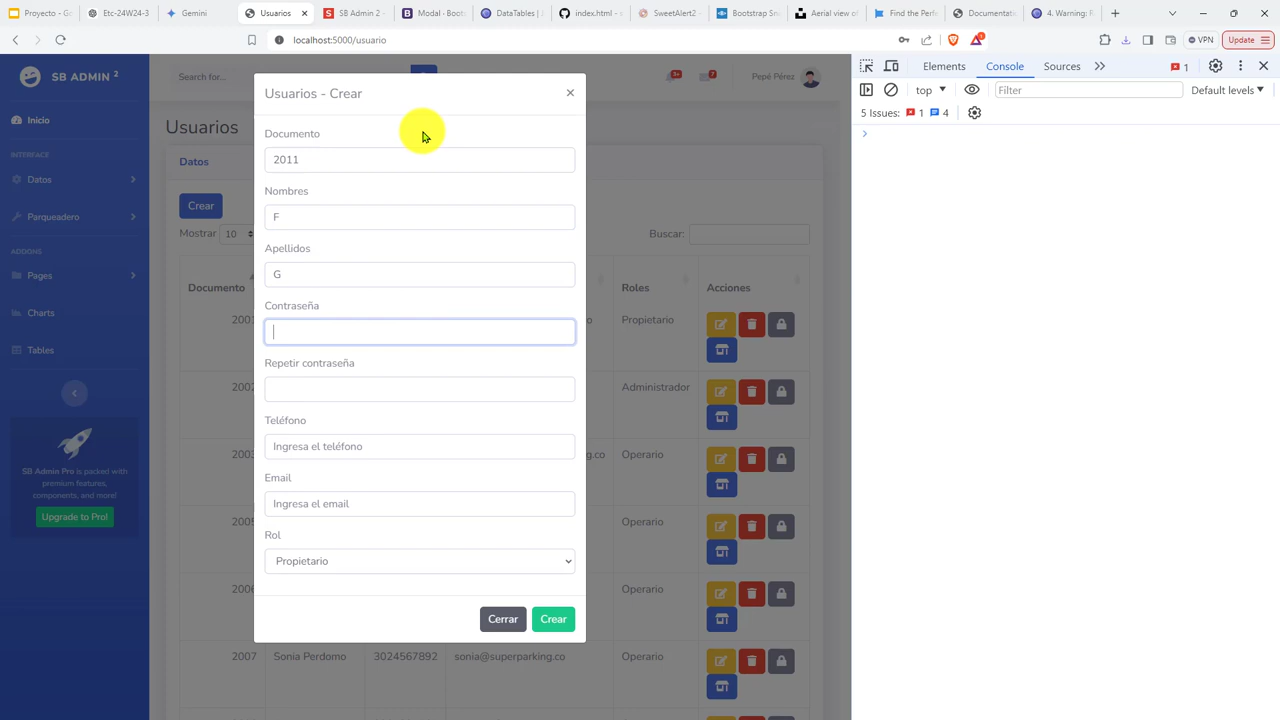 Proyecto - G
Etc-24W24-3
Gemini
Usuarios
SB Admin 2 -
Modal · Boot
DataTables |
index.html -
SweetAlert2
Bootstrap Sn
Aerial view of
Find the Perf
Documentati
4. Warning: R
localhost:5000/usuario
VPN
Update
SB ADMIN 2
Search for...
3+
7
Pepé Pérez
Inicio
INTERFACE
Datos
Parqueadero
ADDONS
Pages
Charts
Tables
SB Admin Pro is packed with
premium features,
components, and more!
Upgrade to Pro!
Usuarios
Datos
Crear
Mostrar 10
Buscar:
Documento
Roles
Acciones
2001
o
Propietario
2002
Administrador
2003
g.co
Operario
2005
Operario
2006
Operario
2007 Sonia Perdomo 3024567892 sonia@superparking.co Operario
Usuarios - Crear
Documento
2011
Nombres
F
Apellidos
G
Contraseña
Repetir contraseña
Teléfono
Ingresa el teléfono
Email
Ingresa el email
Rol
Propietario
Cerrar
Crear
Elements
Console
Sources
1
top
Filter
Default levels
5 Issues: 1 4